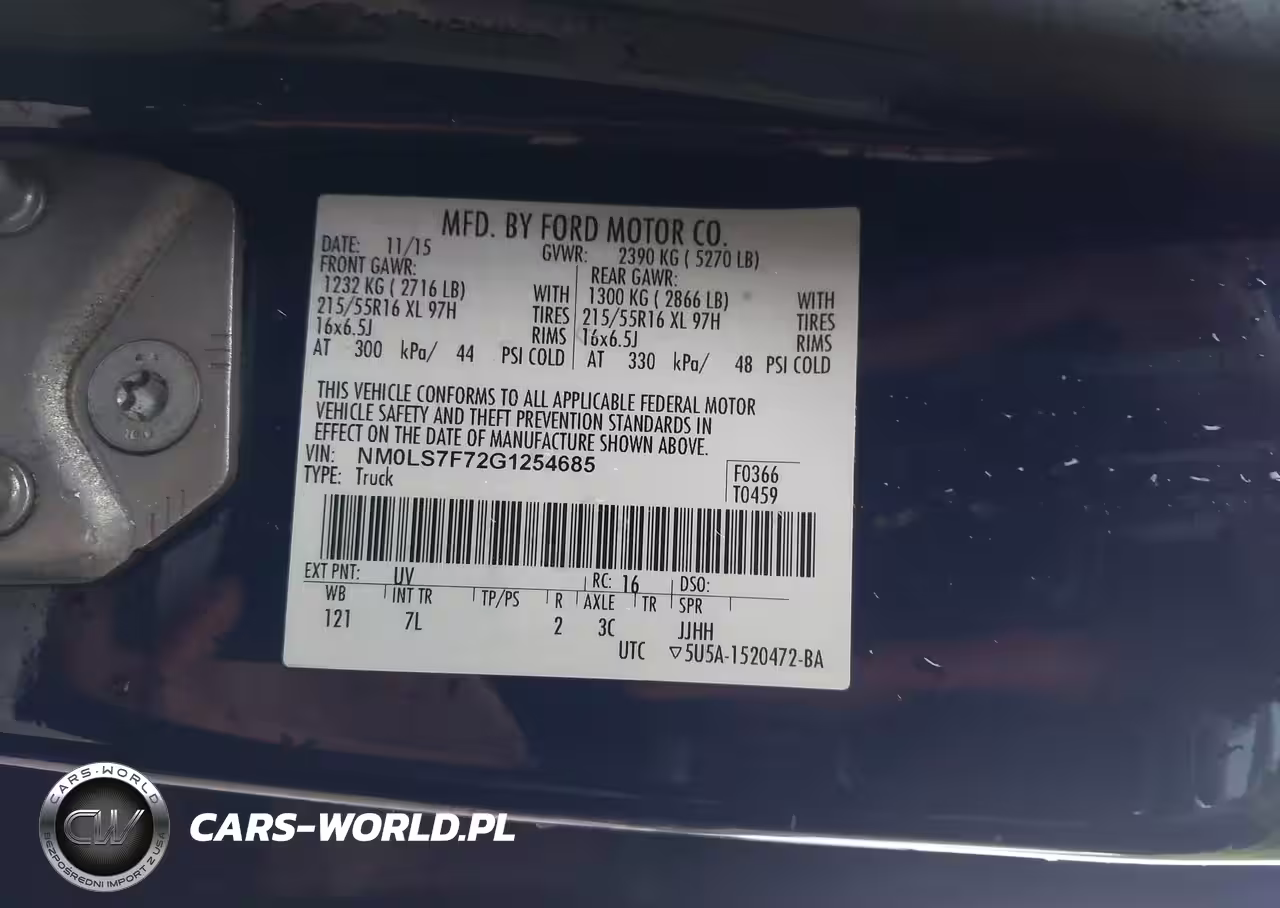 MFD. BY FORD MOTOR CO.
DATE: 11/15 GVWR: 2390 KG ( 5270 LB)
FRONT GAWR: REAR GAWR:
1232 KG ( 2716 LB) WITH 1300 KG ( 2866 LB) WITH
215/55R16 XL 97H TIRES 215/55R16 XL 97H TIRES
16x6.5J RIMS 16x6.5J RIMS
AT 300 kPa/ 44 PSI COLD AT 330 kPa/ 48 PSI COLD
THIS VEHICLE CONFORMS TO ALL APPLICABLE FEDERAL MOTOR
VEHICLE SAFETY AND THEFT PREVENTION STANDARDS IN
EFFECT ON THE DATE OF MANUFACTURE SHOWN ABOVE.
VIN: NM0LS7F72G1254685
TYPE: Truck
F0366
T0459
EXT PNT: UV RC: 16 DSO:
WB INT TR TP/PS R AXLE TR SPR
121 7L 2 3C JJHH
UTC ▽5U5A-1520472-BA
CARS-WORLD
CW
BEZPOŚREDNI IMPORT Z USA
CARS-WORLD.PL